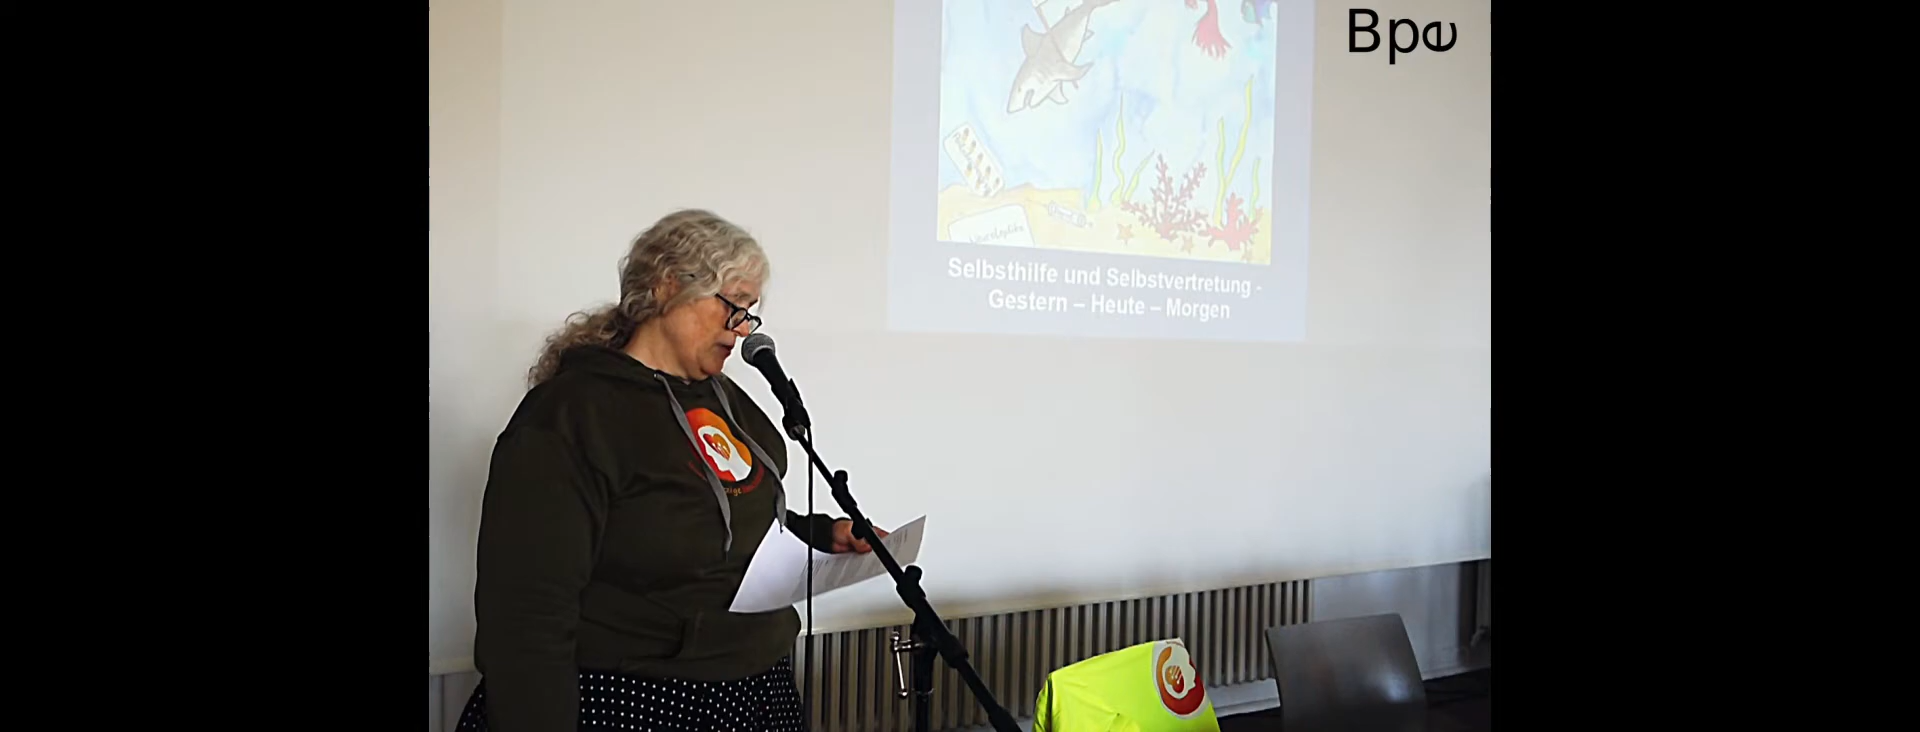 Bpe
Selbsthilfe und Selbstvertretung -
Gestern – Heute – Morgen